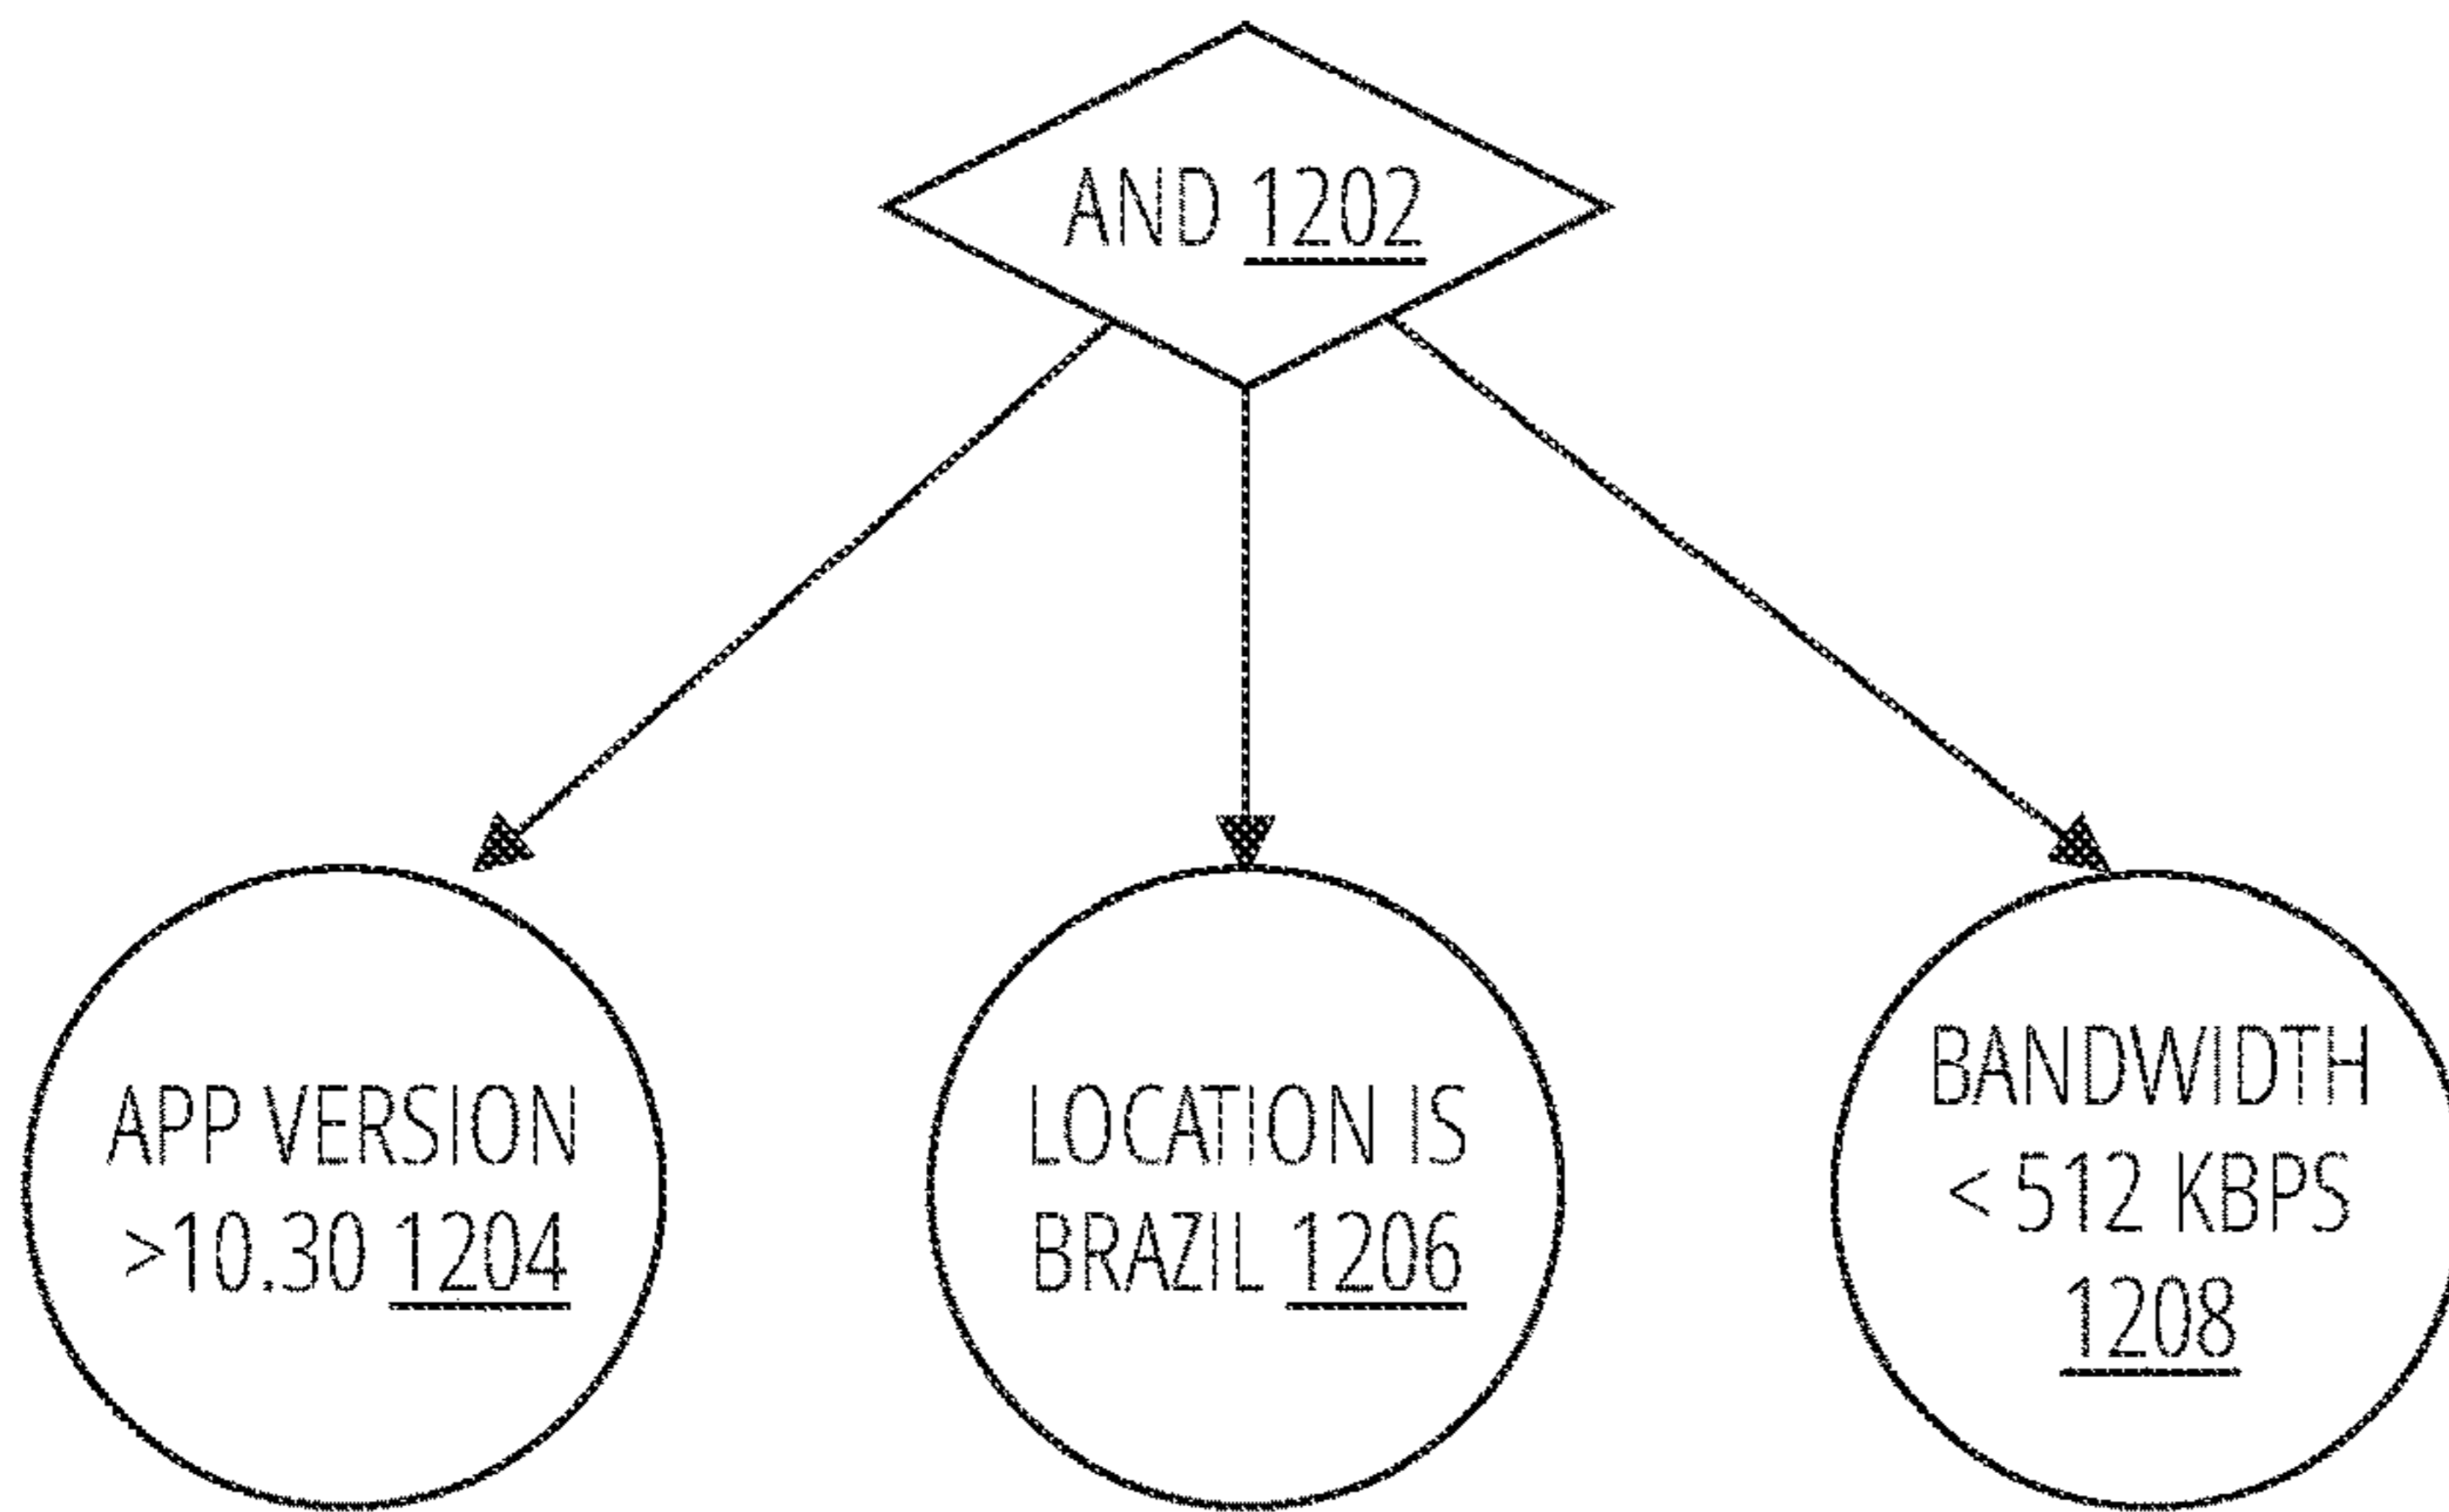 AND 1202
APP VERSION
>10.30 1204
LOCATION IS
BRAZIL 1206
BANDWIDTH
< 512 KBPS
1208